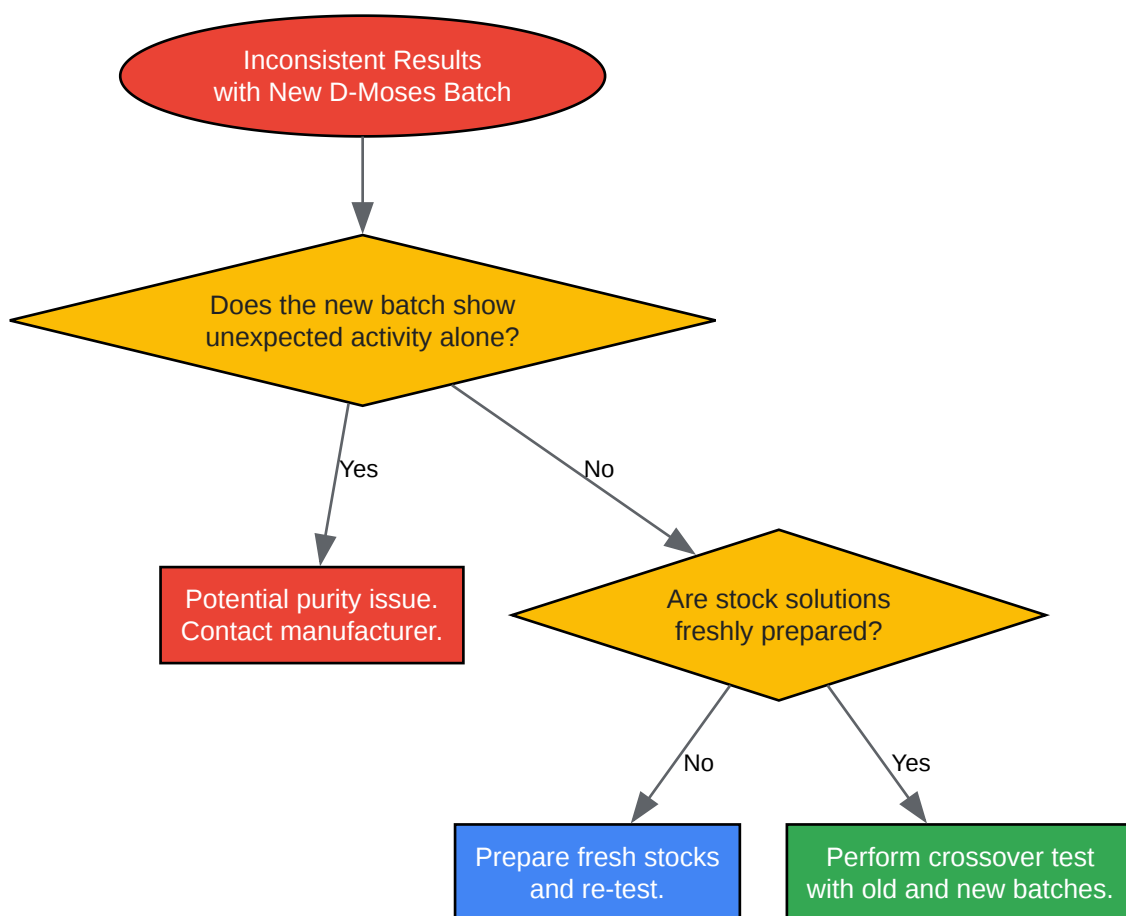 Inconsistent Results
with New D-Moses Batch
Does the new batch show
unexpected activity alone?
Yes
No
Potential purity issue.
Contact manufacturer.
Are stock solutions
freshly prepared?
No
Yes
Prepare fresh stocks
and re-test.
Perform crossover test
with old and new batches.